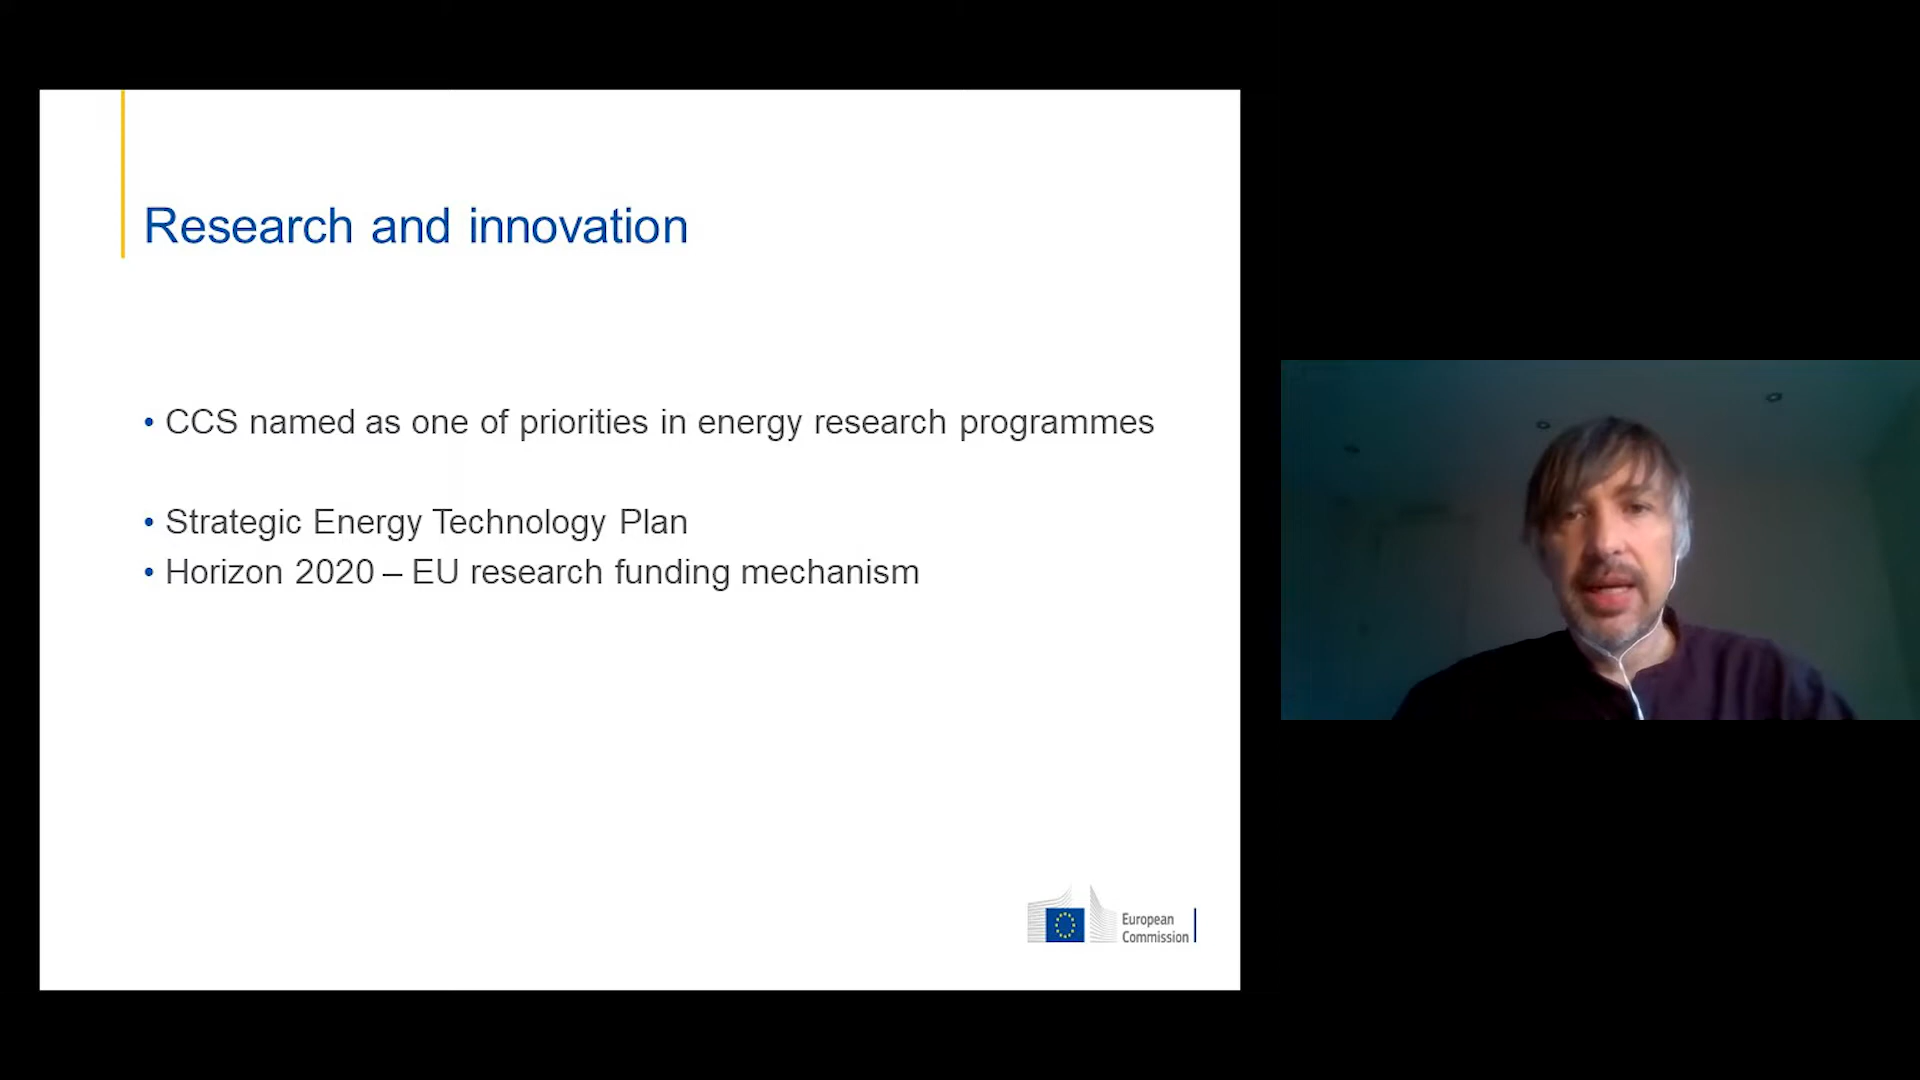 Research and innovation
• CCS named as one of priorities in energy research programmes
• Strategic Energy Technology Plan
• Horizon 2020 – EU research funding mechanism
European
Commission